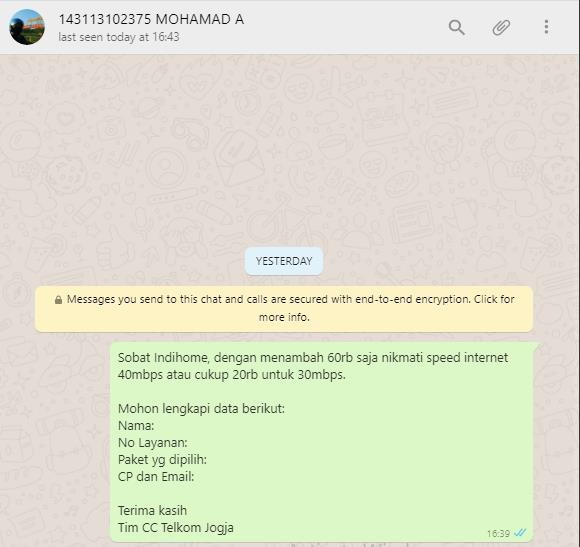 143113102375 MOHAMAD A
last seen today at 16:43
YESTERDAY
Messages you send to this chat and calls are secured with end-to-end encryption. Click for
more info.
Sobat Indihome, dengan menambah 60rb saja nikmati speed internet
40mbps atau cukup 20rb untuk 30mbps.
Mohon lengkapi data berikut:
Nama:
No Layanan:
Paket yg dipilih:
CP dan Email:
Terima kasih
Tim CC Telkom Jogja
16:39